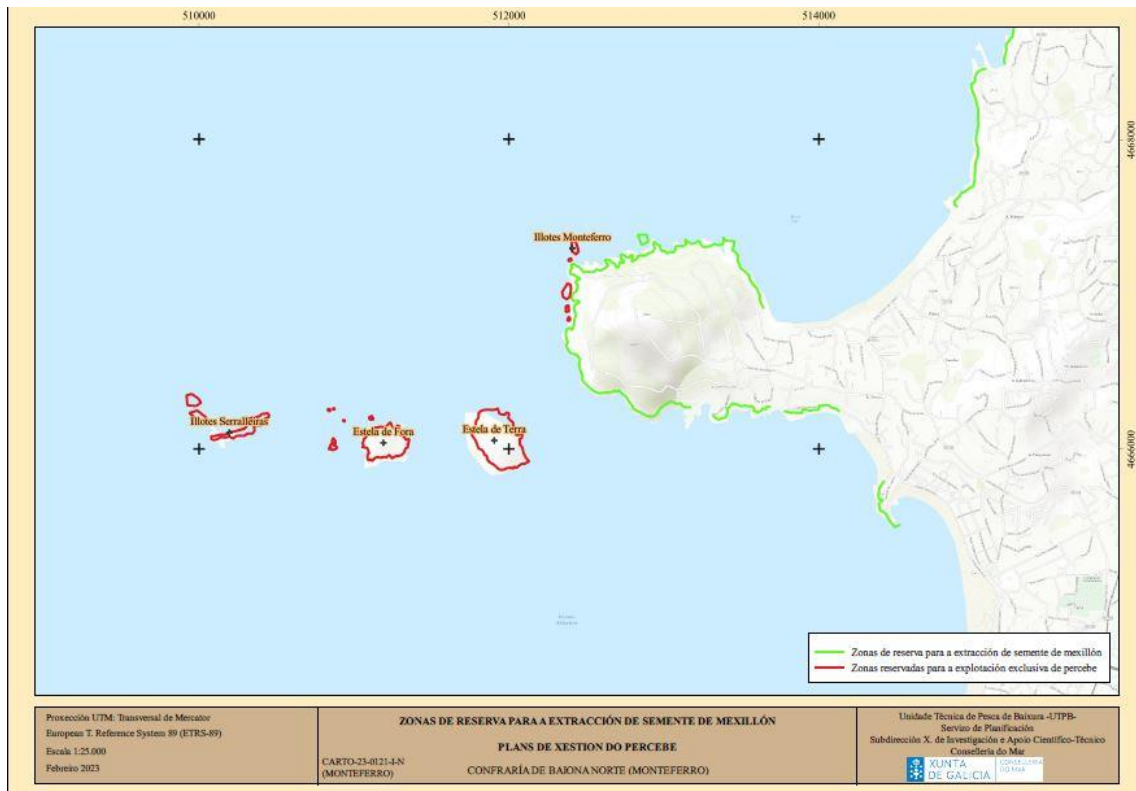 510000
512000
514000
4668000
4666000
Illotes Monteferro
Illotes Serralleiras
Estela de Fora
Estela de Terra
Zonas de reserva para a extracción de semente de mexillón
Zonas reservadas para a explotación exclusiva de percebe
Proxección UTM: Transversal de Mercator
European T. Reference System 89 (ETRS-89)
Escala 1:25.000
Febreiro 2023
ZONAS DE RESERVA PARA A EXTRACCIÓN DE SEMENTE DE MEXILLÓN
PLANS DE XESTION DO PERCEBE
CARTO-23-0121-I-N
(MONTEFERRO)
CONFRARÍA DE BAIONA NORTE (MONTEFERRO)
Unidade Técnica de Pesca de Baixura -UTPB-
Servizo de Planificación
Subdirección X. de Investigación e Apoio Científico-Técnico
Consellería do Mar
XUNTA
DE GALICIA
CONSELLERÍA
DO MAR